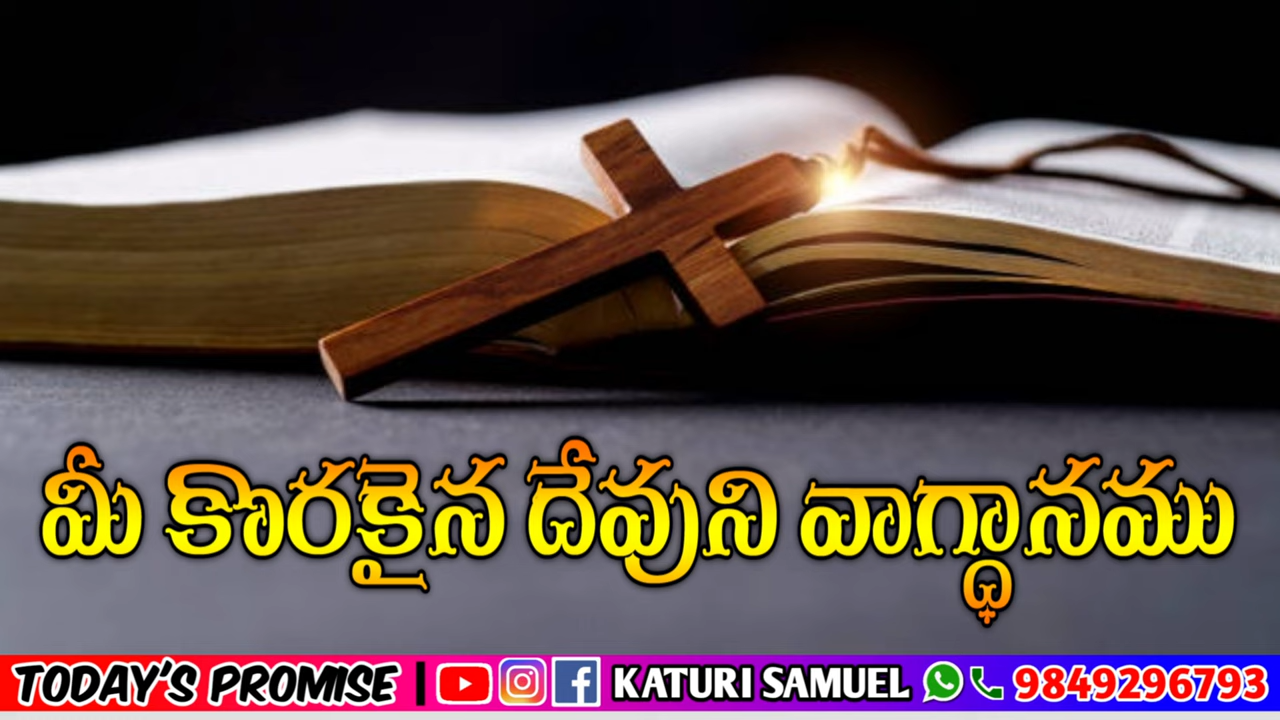 మీ కొరకైన దేవుని వాగ్ధానము
TODAY'S PROMISE | KATURI SAMUEL 9849296793